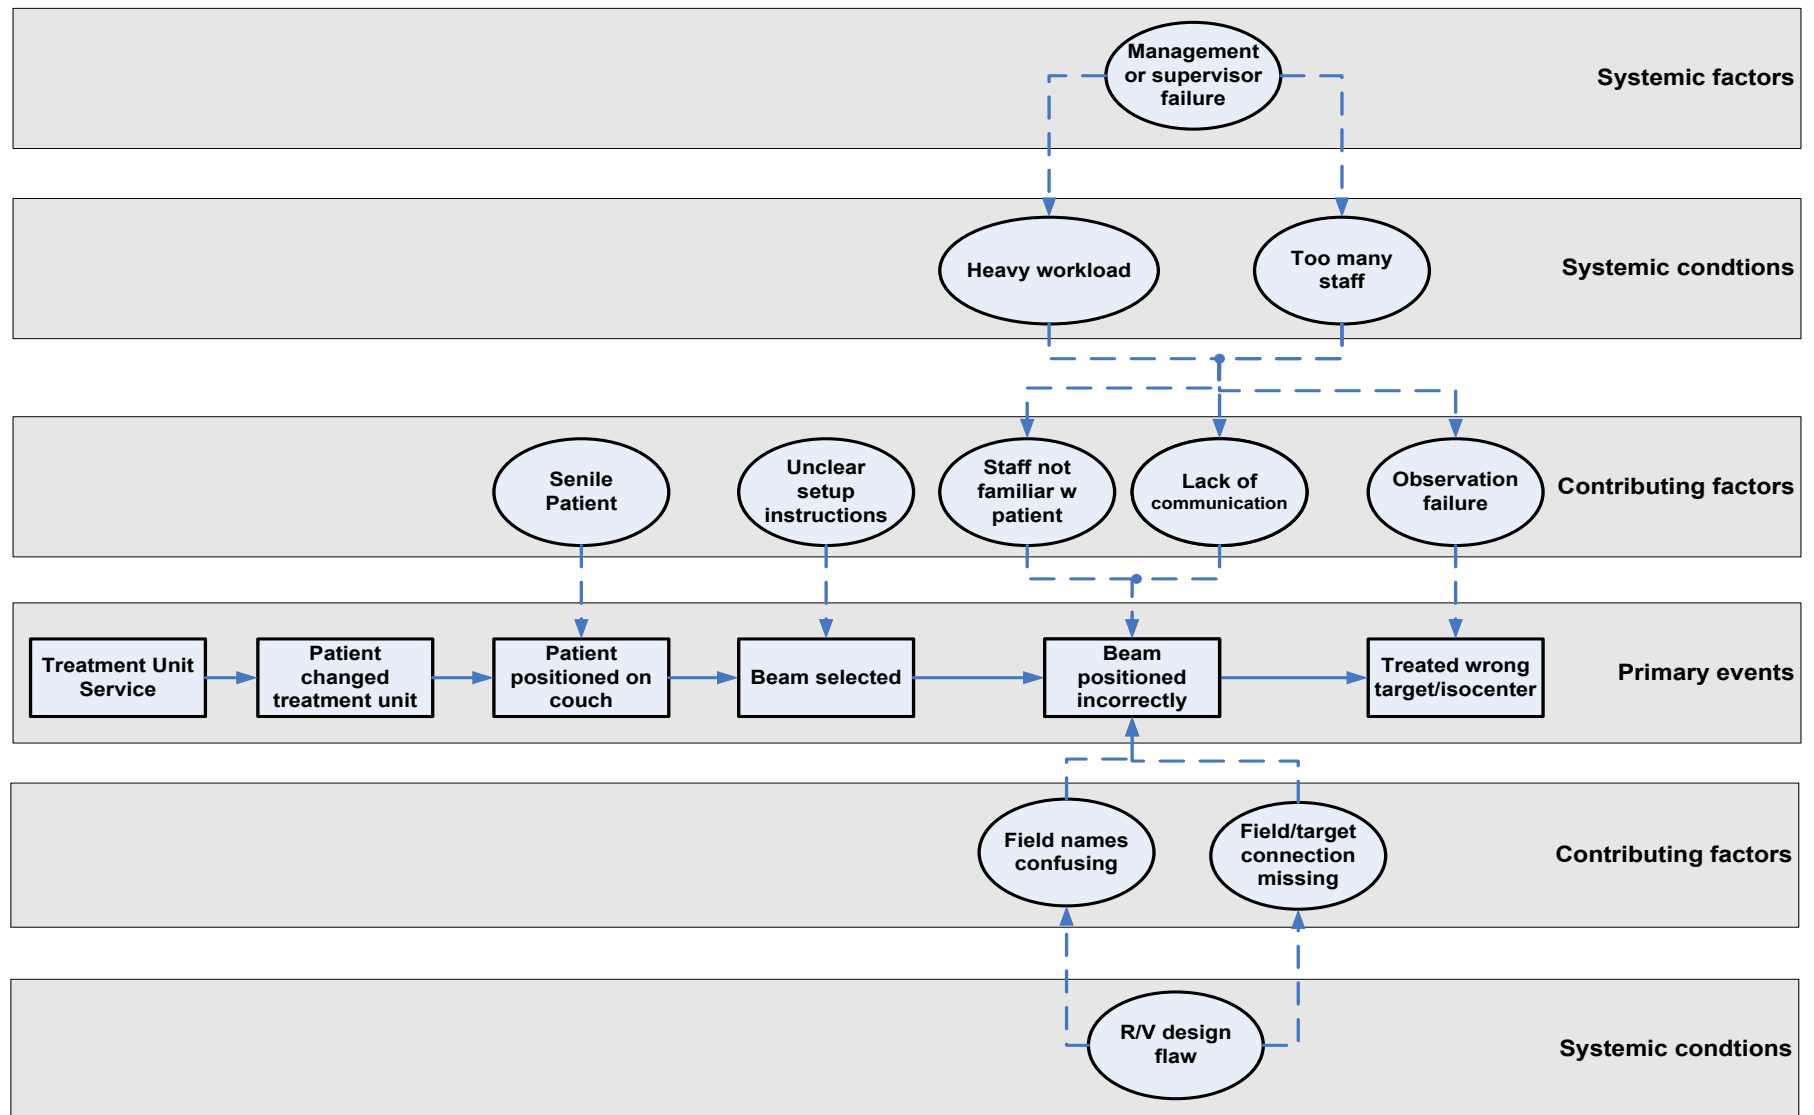 Management
or supervisor
failure
Systemic factors
Heavy workload
Too many
staff
Systemic condtions
Senile
Patient
Unclear
setup
instructions
Staff not
familiar w
patient
Lack of
communication
Observation
failure
Contributing factors
Treatment Unit
Service
Patient
changed
treatment unit
Patient
positioned on
couch
Beam selected
Beam
positioned
incorrectly
Treated wrong
target/isocenter
Primary events
Field names
confusing
Field/target
connection
missing
Contributing factors
R/V design
flaw
Systemic condtions